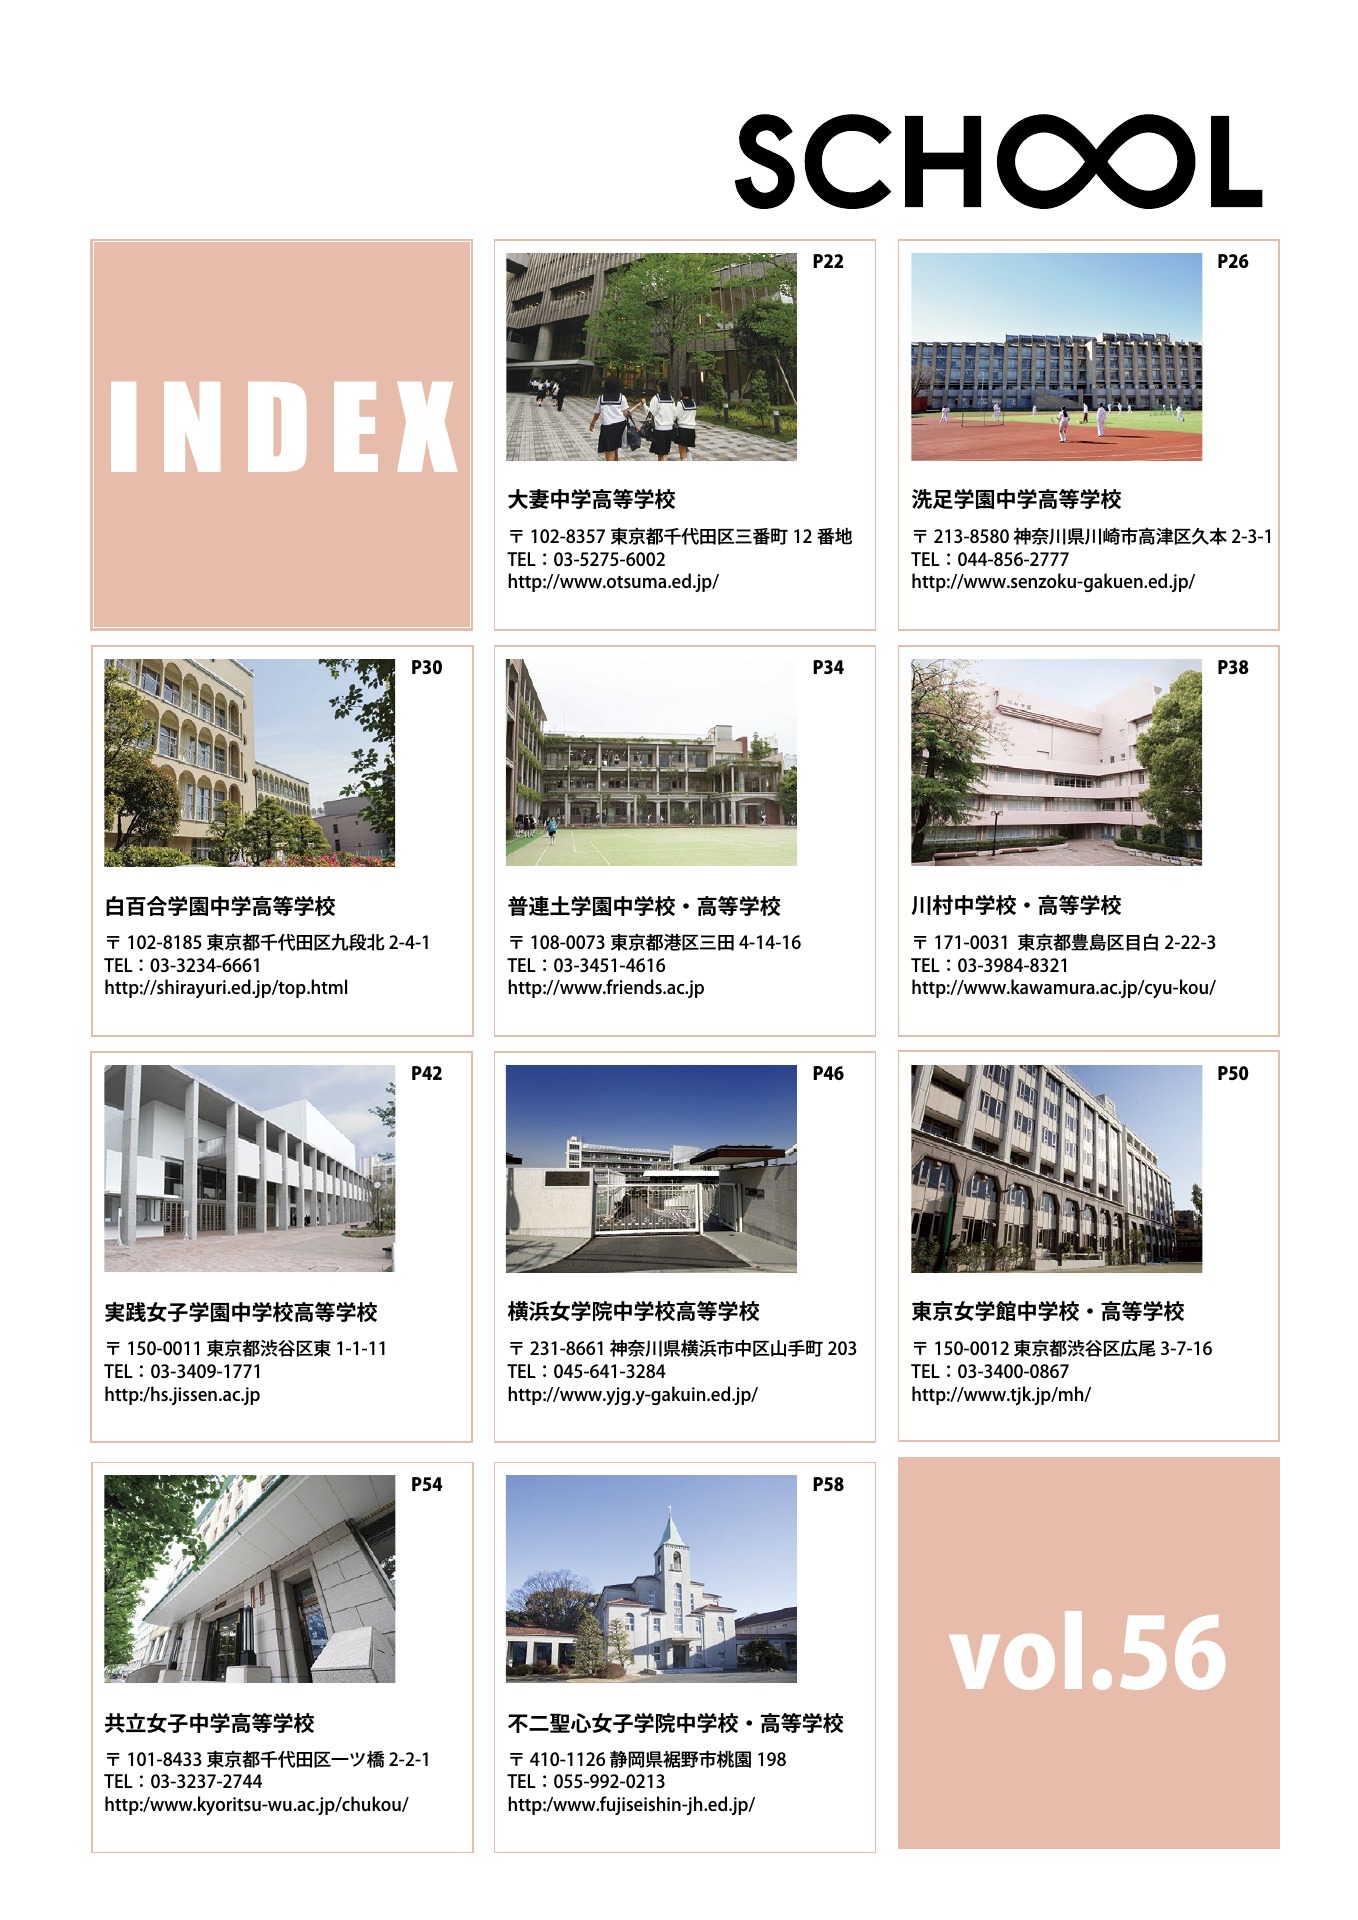 SCHOOL
INDEX
P22
大妻中学高等学校
〒 102-8357 東京都千代田区三番町 12 番地
TEL：03-5275-6002
http://www.otsuma.ed.jp/
P26
洗足学園中学高等学校
〒 213-8580 神奈川県川崎市高津区久本 2-3-1
TEL：044-856-2777
http://www.senzoku-gakuen.ed.jp/
P30
白百合学園中学高等学校
〒 102-8185 東京都千代田区九段北 2-4-1
TEL：03-3234-6661
http://shirayuri.ed.jp/top.html
P34
普連土学園中学校・高等学校
〒 108-0073 東京都港区三田 4-14-16
TEL：03-3451-4616
http://www.friends.ac.jp
P38
川村中学校・高等学校
〒 171-0031 東京都豊島区目白 2-22-3
TEL：03-3984-8321
http://www.kawamura.ac.jp/cyu-kou/
P42
実践女子学園中学校高等学校
〒 150-0011 東京都渋谷区東 1-1-11
TEL：03-3409-1771
http:/hs.jissen.ac.jp
P46
横浜女学院中学校高等学校
〒 231-8661 神奈川県横浜市中区山手町 203
TEL：045-641-3284
http://www.yjg.y-gakuin.ed.jp/
P50
東京女学館中学校・高等学校
〒 150-0012 東京都渋谷区広尾 3-7-16
TEL：03-3400-0867
http://www.tjk.jp/mh/
P54
共立女子中学高等学校
〒 101-8433 東京都千代田区一ツ橋 2-2-1
TEL：03-3237-2744
http:/www.kyoritsu-wu.ac.jp/chukou/
P58
不二聖心女子学院中学校・高等学校
〒 410-1126 静岡県裾野市桃園 198
TEL：055-992-0213
http:/www.fujiseishin-jh.ed.jp/
vol.56